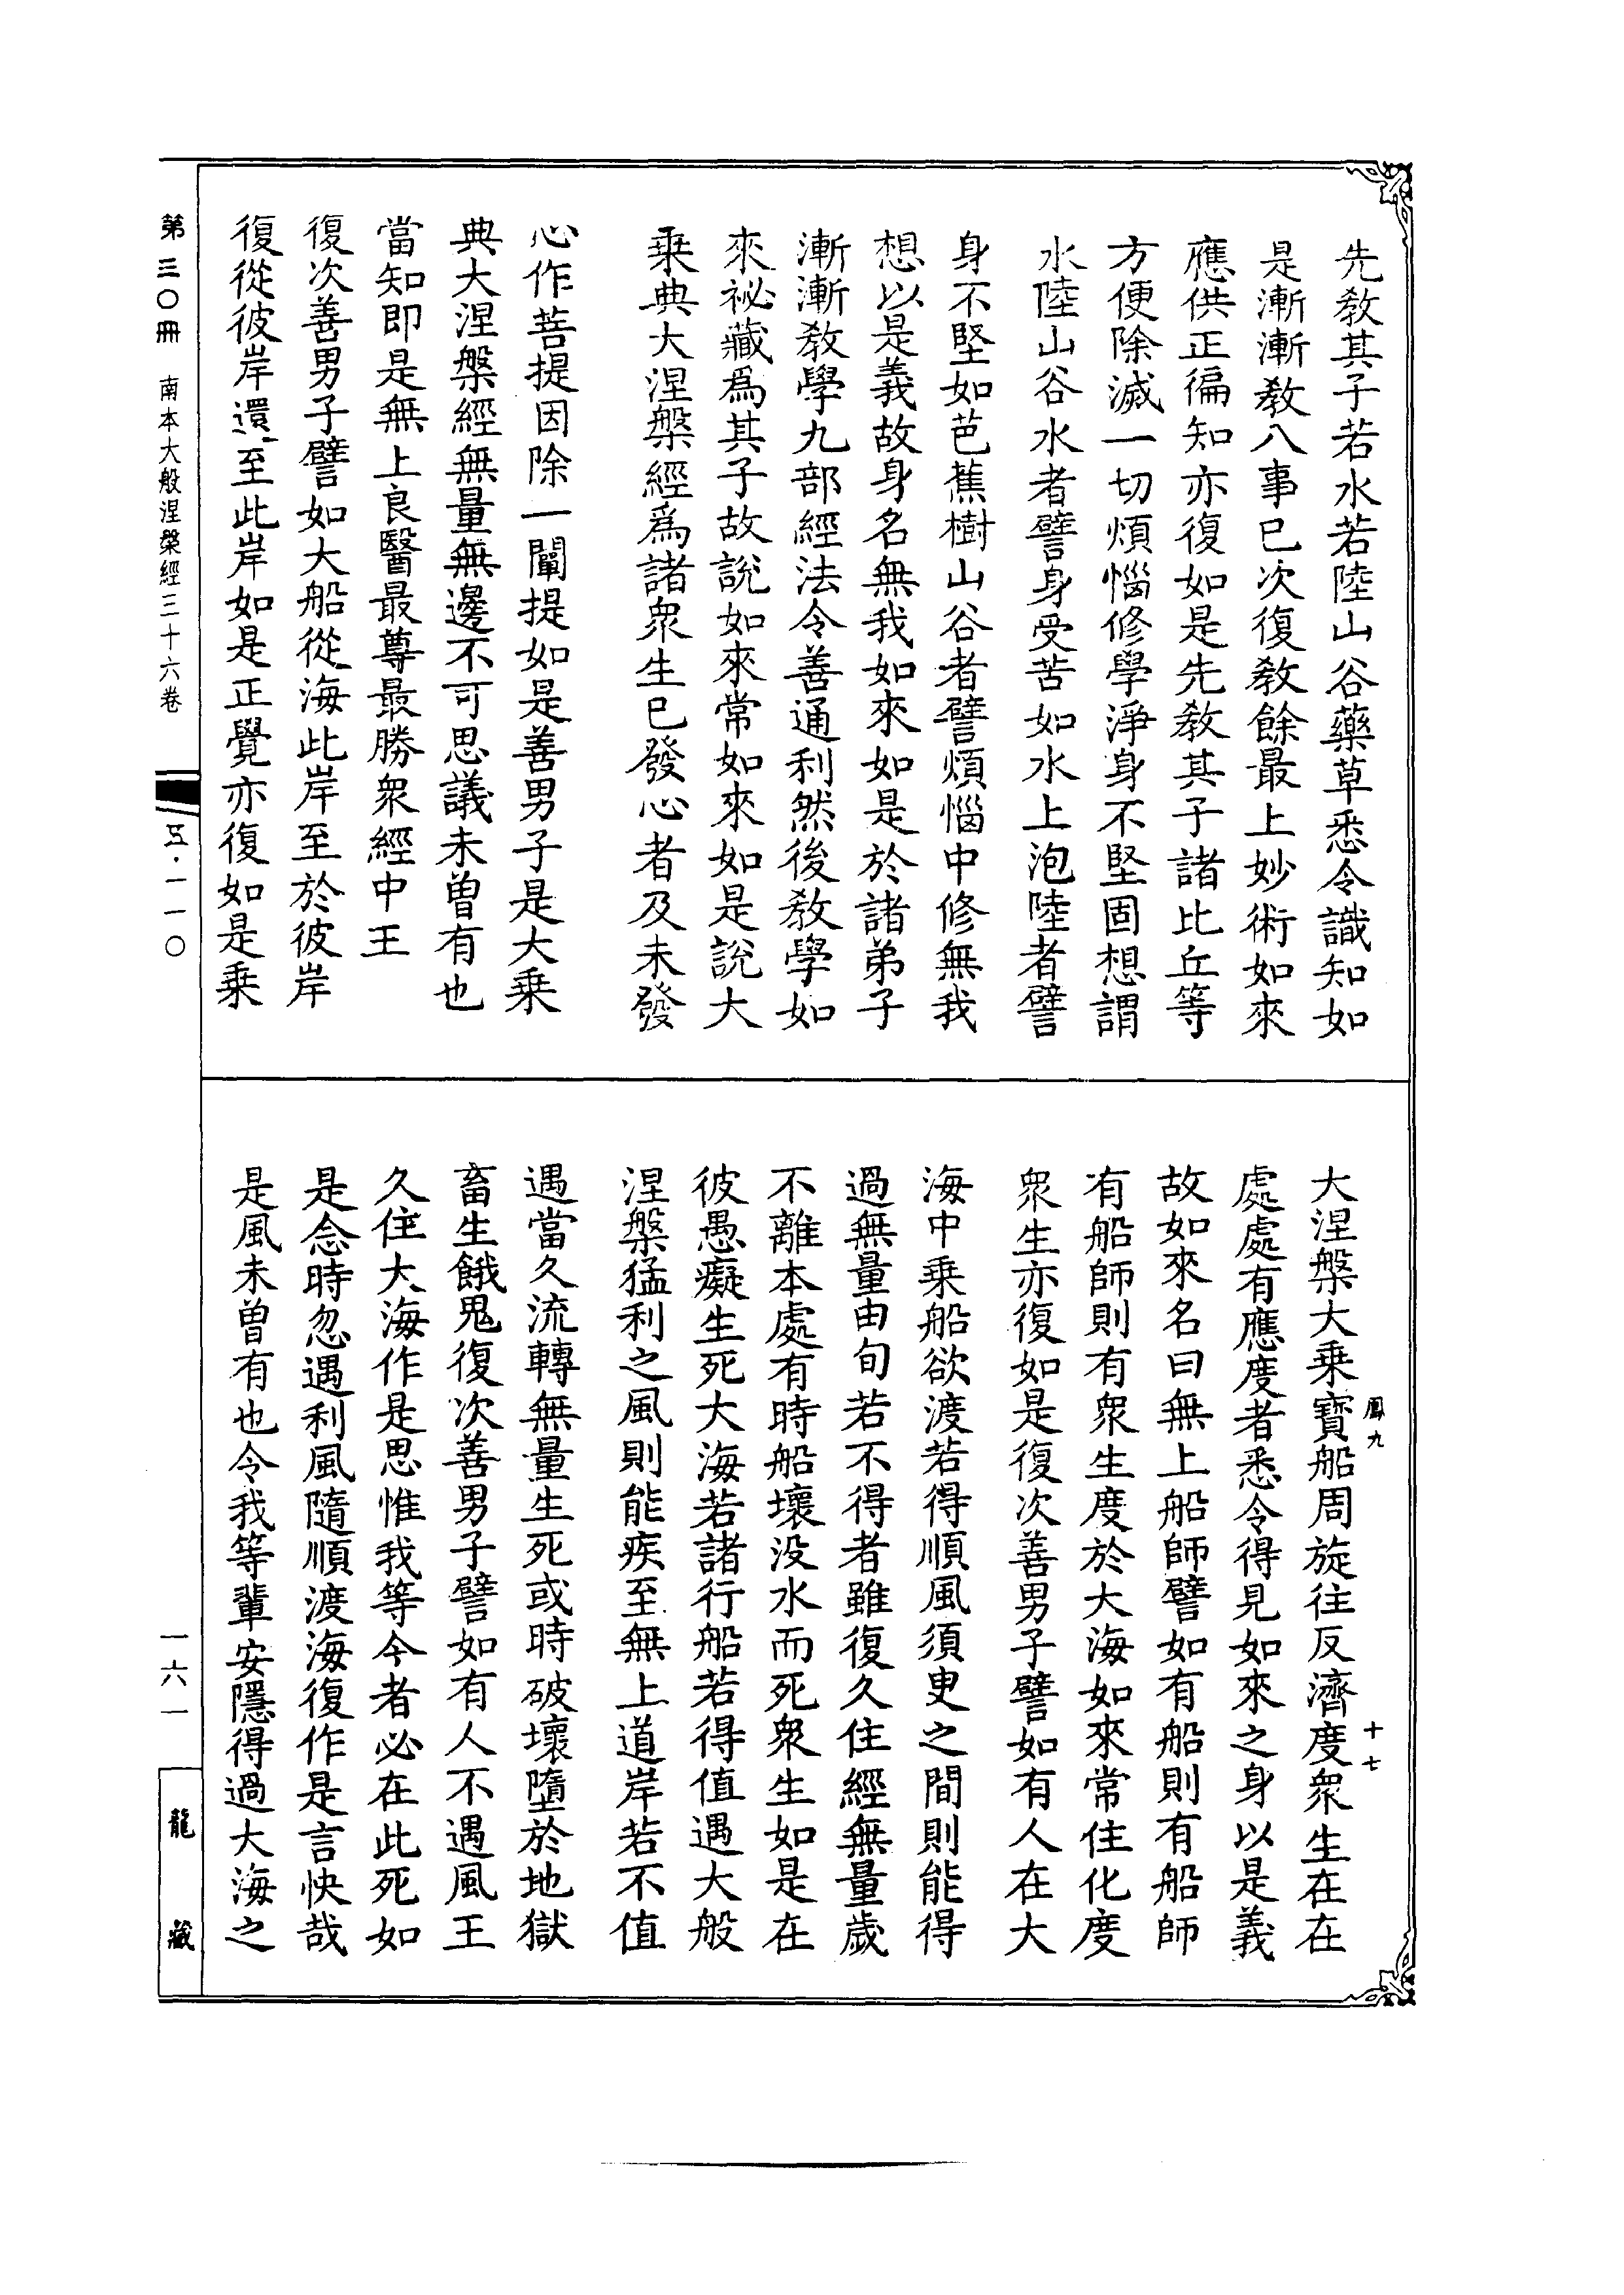 先教其子若水若陸山谷藥草悉令識知如
是漸漸教八事已次復教餘最上妙術如來
應供正徧知亦復如是先教其子諸比丘等
方便除滅一切煩惱修學淨身不堅固想謂
水陸山谷水者譬身受苦如水上泡陸者譬
身不堅如芭蕉樹山谷者譬煩惱中修無我
想以是義故身名無我如來如是於諸弟子
漸漸教學九部經法令善通利然後教學如
來祕藏爲其子故說如來常如來如是說大
乗典大涅槃經爲諸衆生已發心者及未發
心作菩提因除一闡提如是善男子是大乗
典大涅槃經無量無邊不可思議未曾有也
當知即是無上良醫最尊最勝衆經中王
復次善男子譬如大船從海此岸至於彼岸
復從彼岸還至此岸如是正覺亦復如是乗
大涅槃大乗寶船周旋往反濟度衆生在在
處處有應度者悉令得見如來之身以是義
故如來名曰無上船師譬如有船則有船師
有船師則有衆生度於大海如來常住化度
衆生亦復如是復次善男子譬如有人在大
海中乗船欲渡若得順風須臾之間則能得
過無量由旬若不得者雖復久住經無量歲
不離本處有時船壞没水而死衆生如是在
彼愚癡生死大海若諸行船若得值遇大般
涅槃猛利之風則能疾至無上道岸若不值
遇當久流轉無量生死或時破壞墮於地獄
畜生餓鬼復次善男子譬如有人不遇風王
久住大海作是思惟我等今者必在此死如
是念時忽遇利風隨順渡海復作是言快哉
是風未曾有也令我等輩安隱得過大海之
鳳九
十七
第三〇冊 南本大般涅槃經三十六卷
五·一一〇
一六一
龍藏